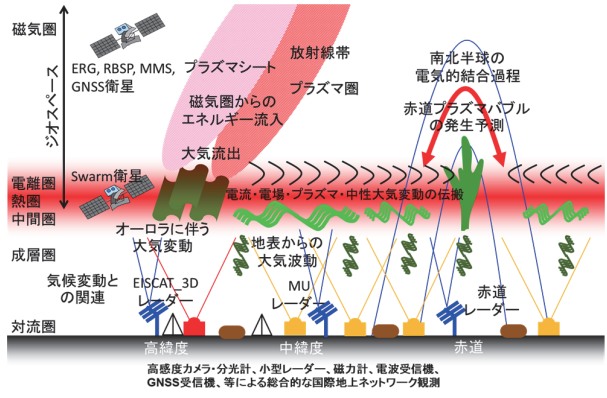 磁気圏
ジオスペース
ERG, RBSP, MMS,
GNSS衛星
プラズマシート
放射線帯
プラズマ圏
磁気圏からの
エネルギー流入
大気流出
南北半球の
電気的結合過程
赤道プラズマバブル
の発生予測
Swarm衛星
電離圏
熱圏
中間圏
電流・電場・プラズマ・中性大気変動の伝搬
オーロラに伴う
大気変動
地表からの
大気波動
成層圏
気候変動と
の関連
EISCAT_3D
レーダー
MU
レーダー
赤道
レーダー
対流圏
高緯度
中緯度
赤道
高感度カメラ・分光計、小型レーダー、磁力計、電波受信機、
GNSS受信機、等による総合的な国際地上ネットワーク観測